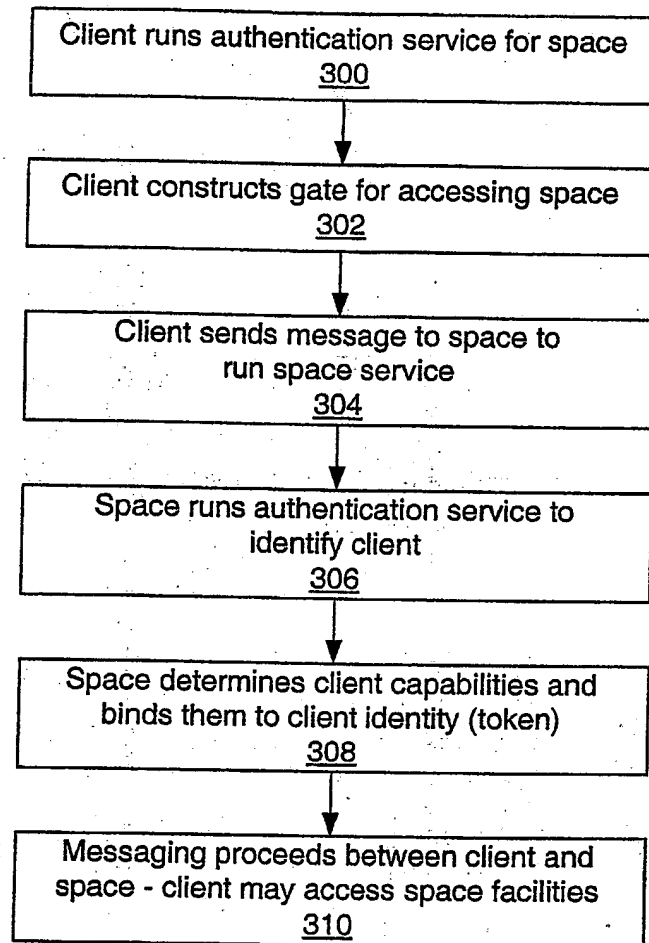 Client runs authentication service for space
300
Client constructs gate for accessing space
302
Client sends message to space to
run space service
304
Space runs authentication service to
identify client
306
Space determines client capabilities and
binds them to client identity (token)
308
Messaging proceeds between client and
space - client may access space facilities
310